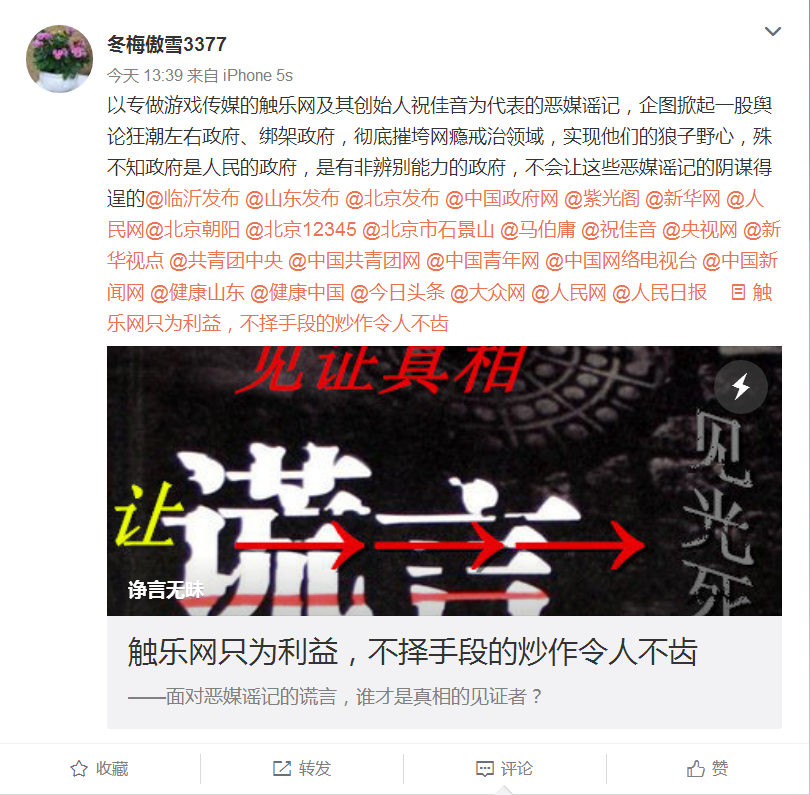 冬梅傲雪3377
今天 13:39 来自 iPhone 5s
以专做游戏传媒的触乐网及其创始人祝佳音为代表的恶媒谣记，企图掀起一股舆
论狂潮左右政府、绑架政府，彻底摧垮网瘾戒治领域，实现他们的狼子野心，殊
不知政府是人民的政府，是有非辨别能力的政府，不会让这些恶媒谣记的阴谋得
逞的@临沂发布 @山东发布 @北京发布 @中国政府网 @紫光阁 @新华网 @人
民网@北京朝阳 @北京12345 @北京市石景山 @马伯庸 @祝佳音 @央视网 @新
华视点 @共青团中央 @中国共青团网 @中国青年网 @中国网络电视台 @中国新
闻网 @健康山东 @健康中国 @今日头条 @大众网 @人民网 @人民日报 触
乐网只为利益，不择手段的炒作令人不齿
见证真相
让谎言
见光死
诤言无昧
触乐网只为利益，不择手段的炒作令人不齿
——面对恶媒谣记的谎言，谁才是真相的见证者？
收藏
转发
评论
赞